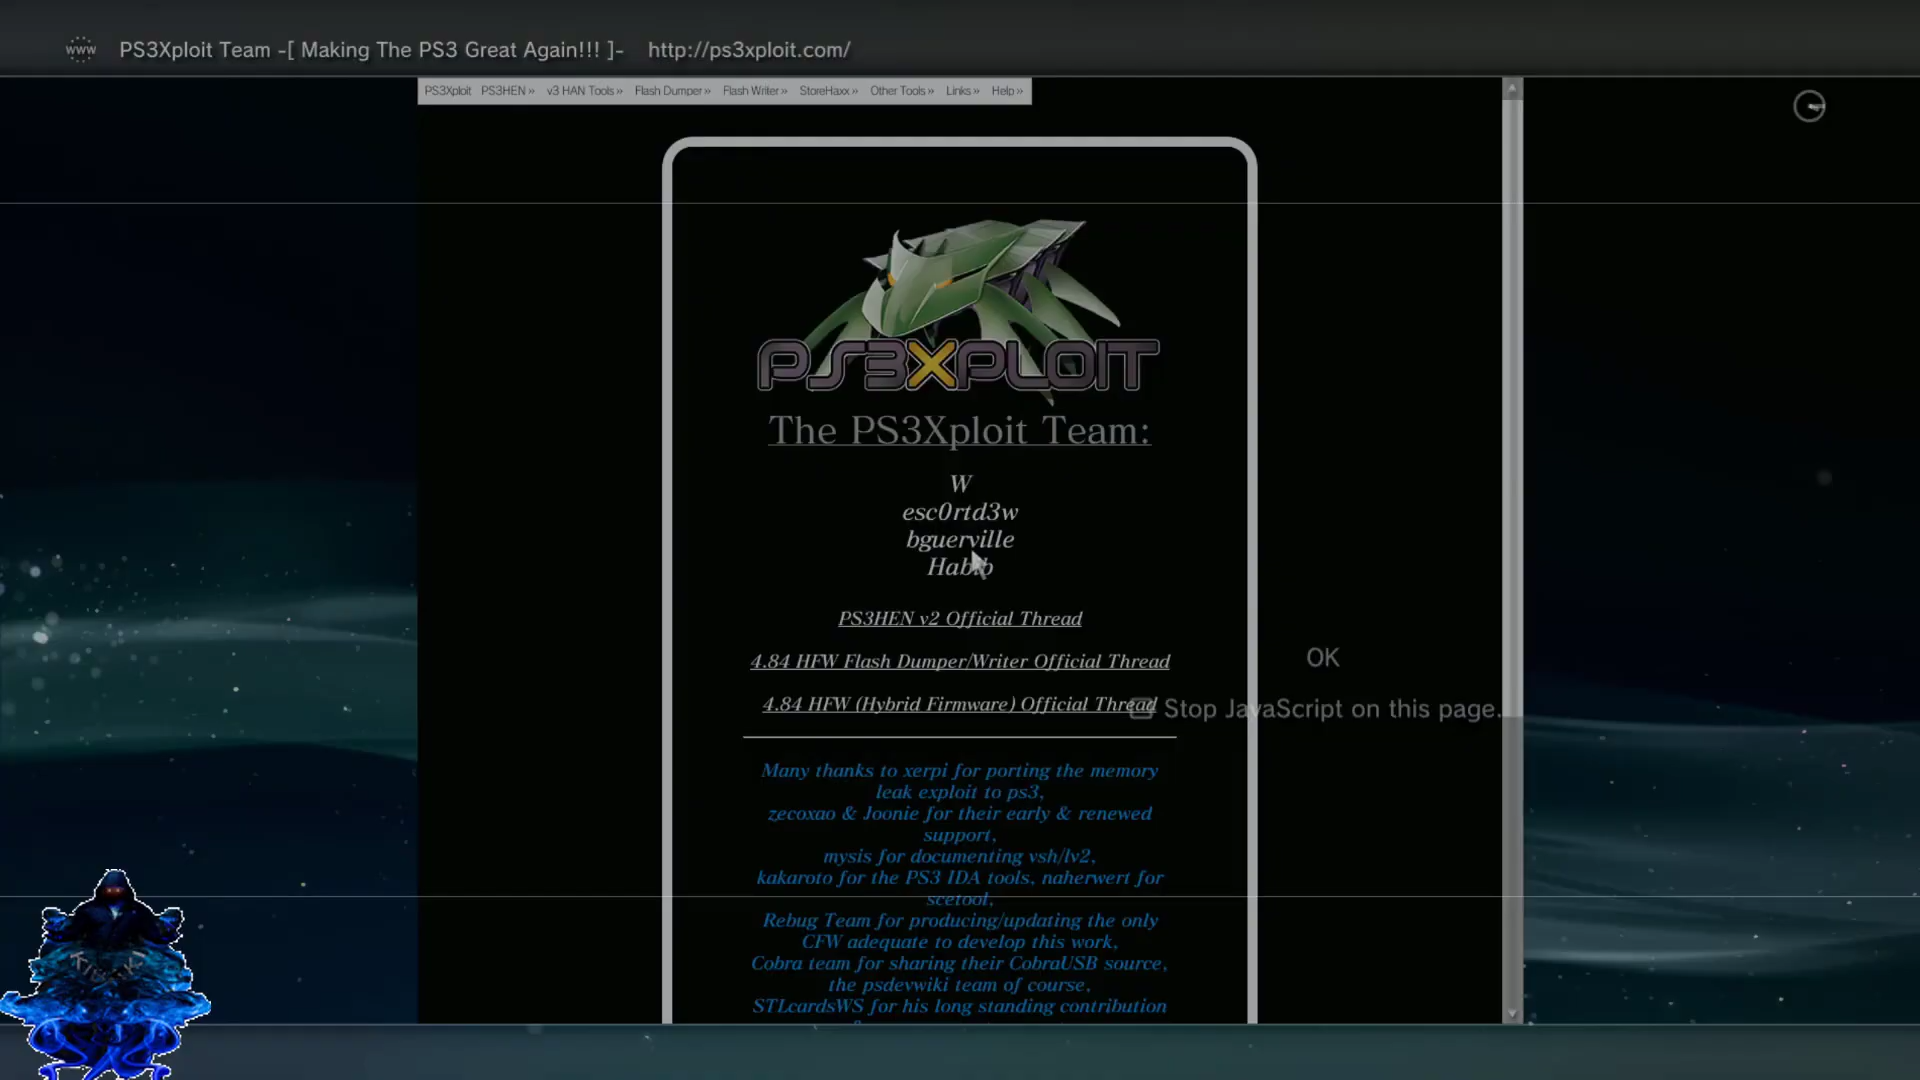 WWW PS3Xploit Team -[ Making The PS3 Great Again!!! ]- http://ps3xploit.com/
PS3Xploit PS3HEN » v3 HAN Tools » Flash Dumper » Flash Writer » StoreHaxx » Other Tools » Links » Help »
PS3XPLOIT
The PS3Xploit Team:
W
esc0rtd3w
bguerville
Habib
PS3HEN v2 Official Thread
4.84 HFW Flash Dumper/Writer Official Thread
OK
4.84 HFW (Hybrid Firmware) Official Thread
Stop JavaScript on this page.
Many thanks to xerpi for porting the memory
leak exploit to ps3,
zecoxao & Joonie for their early & renewed
support,
mysis for documenting vsh/lv2,
kakaroto for the PS3 IDA tools, naherwert for
scetool,
Rebug Team for producing/updating the only
CFW adequate to develop this work,
Cobra team for sharing their CobraUSB source,
the psdevwiki team of course,
STLcardsWS for his long standing contribution